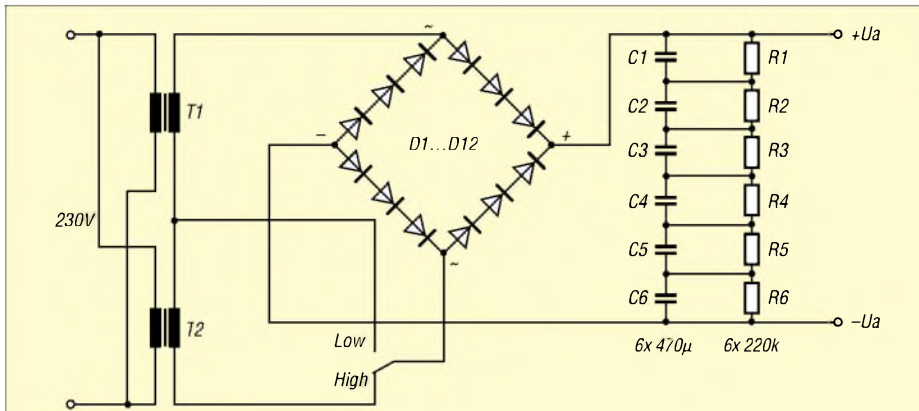 ~
C1
R1
+Ua
T1
C2
R2
–
D1...D12
+
C3
R3
C4
R4
230V
C5
R5
~
C6
R6
T2
Low
–Ua
6x 470µ
6x 220k
High